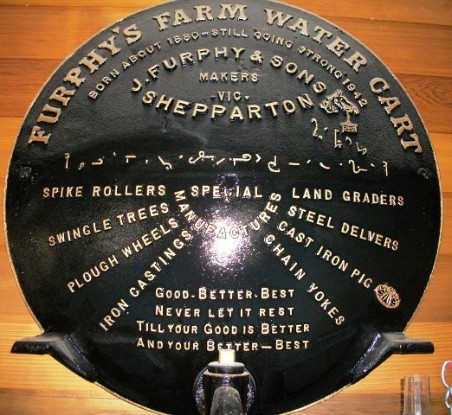 FURPHY'S FARM WATER CART
BORN ABOUT 1880-STILL GOING STRONG 1942
J. FURPHY & SONS
MAKERS
VIC.
SHEPPARTON
SPIKE ROLLERS
SPECIAL
LAND GRADERS
SWINGLE TREES
MANUFACTURES
STEEL DELVERS
PLOUGH WHEELS
CAST IRON PIG
IRON CASTINGS
CHAIN YOKES
GOOD-BETTER-BEST
NEVER LET IT REST
TILL YOUR GOOD IS BETTER
AND YOUR BETTER—BEST